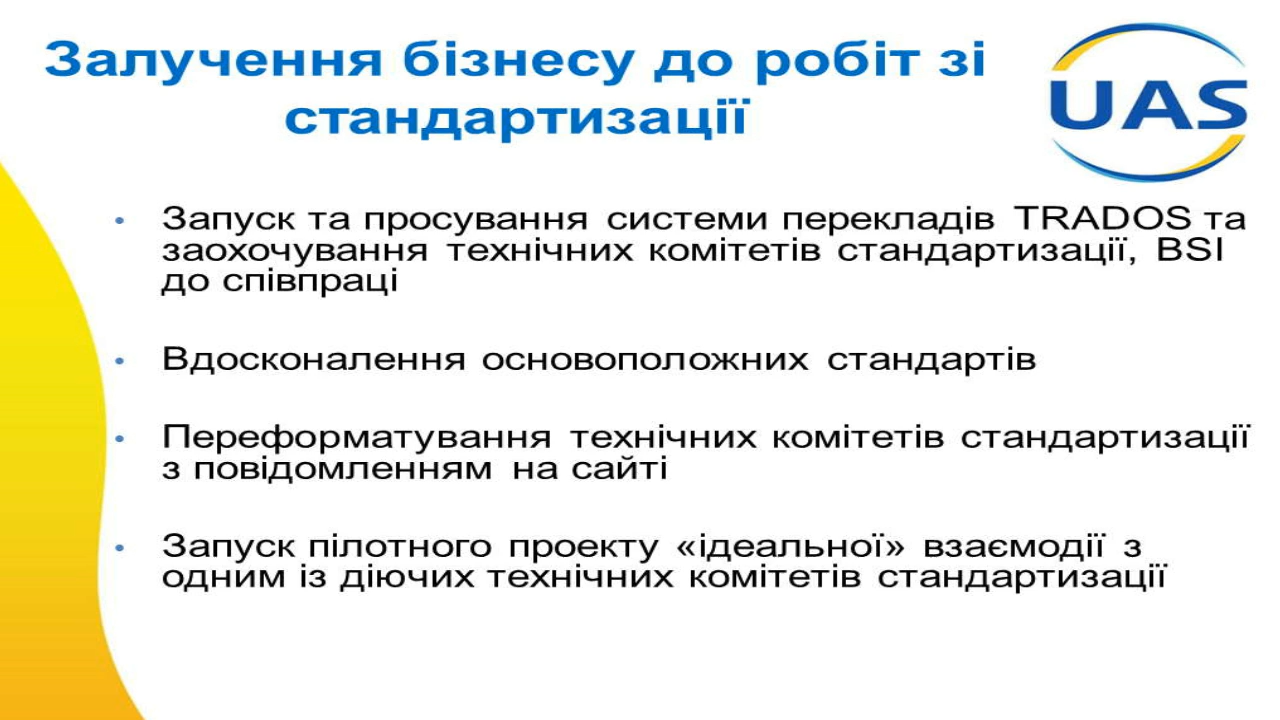 Залучення бізнесу до робіт зі
стандартизації
UAS
• Запуск та просування системи перекладів TRADOS та
заохочування технічних комітетів стандартизації, BSI
до співпраці
• Вдосконалення основоположних стандартів
• Переформатування технічних комітетів стандартизації
з повідомленням на сайті
• Запуск пілотного проекту «ідеальної» взаємодії з
одним із діючих технічних комітетів стандартизації